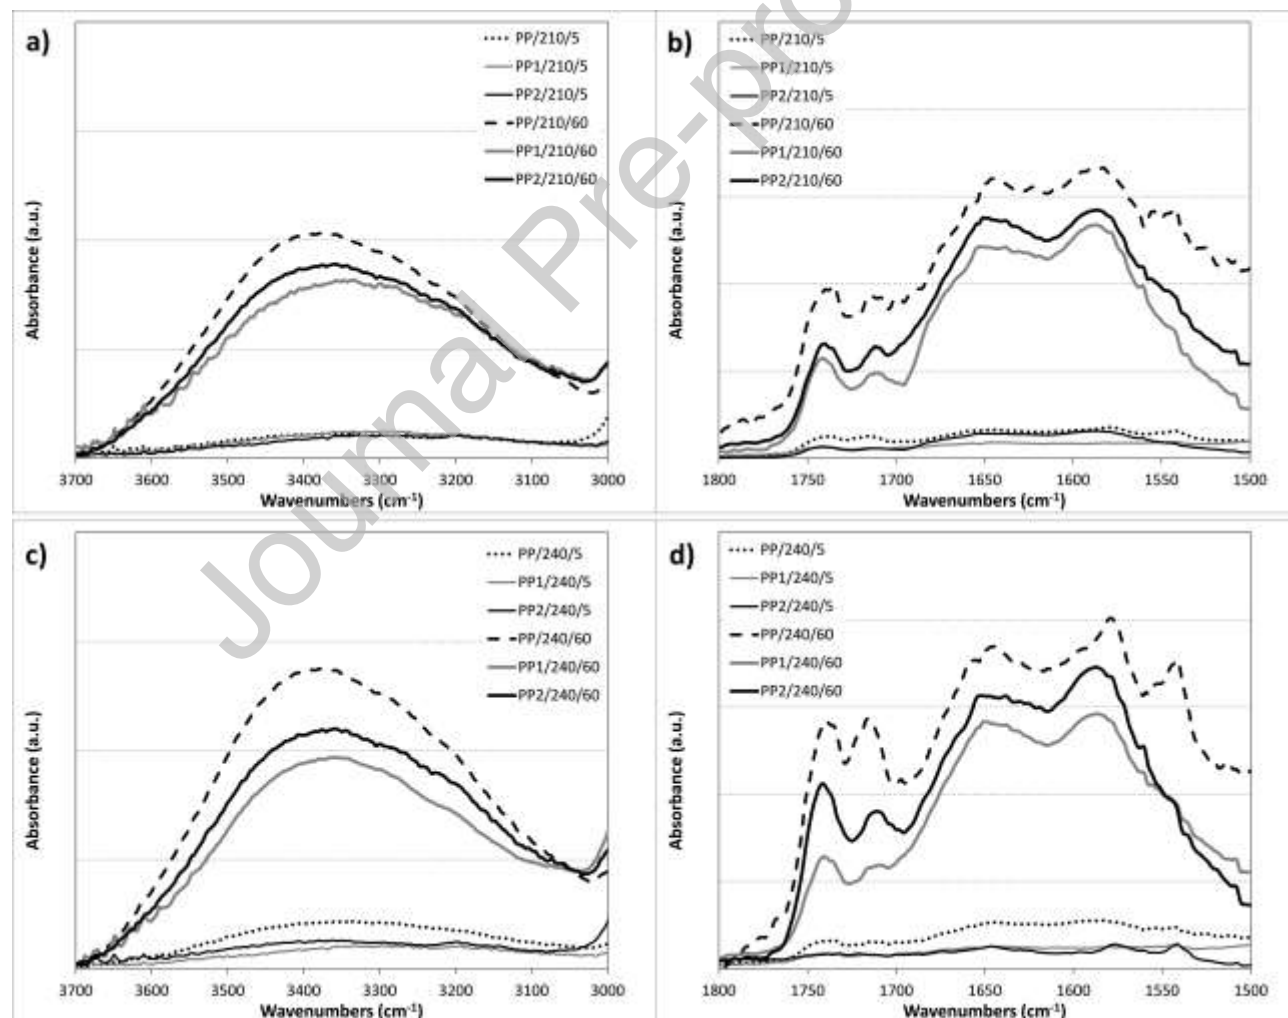 a)
PP/210/5
PP1/210/5
PP2/210/5
PP/210/60
PP1/210/60
PP2/210/60
Absorbance (a.u.)
3700 3600 3500 3400 3300 3200 3100 3000
Wavenumbers (cm⁻¹)
b)
PP/210/5
PP1/210/5
PP2/210/5
PP/210/60
PP1/210/60
PP2/210/60
Absorbance (a.u.)
1800 1750 1700 1650 1600 1550 1500
Wavenumbers (cm⁻¹)
c)
PP/240/5
PP1/240/5
PP2/240/5
PP/240/60
PP1/240/60
PP2/240/60
Absorbance (a.u.)
3700 3600 3500 3400 3300 3200 3100 3000
Wavenumbers (cm⁻¹)
d)
PP/240/5
PP1/240/5
PP2/240/5
PP/240/60
PP1/240/60
PP2/240/60
Absorbance (a.u.)
1800 1750 1700 1650 1600 1550 1500
Wavenumbers (cm⁻¹)
Journal Pre-pro